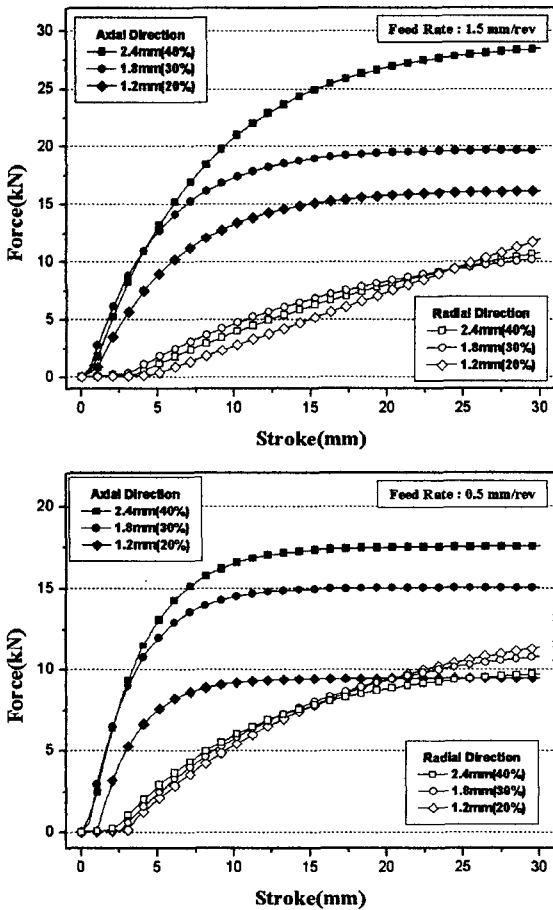 Axial Direction
2.4mm(40%)
1.8mm(30%)
1.2mm(20%)
Feed Rate : 1.5 mm/rev
30
25
20
15
10
5
0
Force(kN)
Radial Direction
2.4mm(40%)
1.8mm(30%)
1.2mm(20%)
0 5 10 15 20 25 30
Stroke(mm)
Axial Direction
2.4mm(40%)
1.8mm(30%)
1.2mm(20%)
Feed Rate : 0.5 mm/rev
20
15
10
5
0
Force(kN)
Radial Direction
2.4mm(40%)
1.8mm(30%)
1.2mm(20%)
0 5 10 15 20 25 30
Stroke(mm)